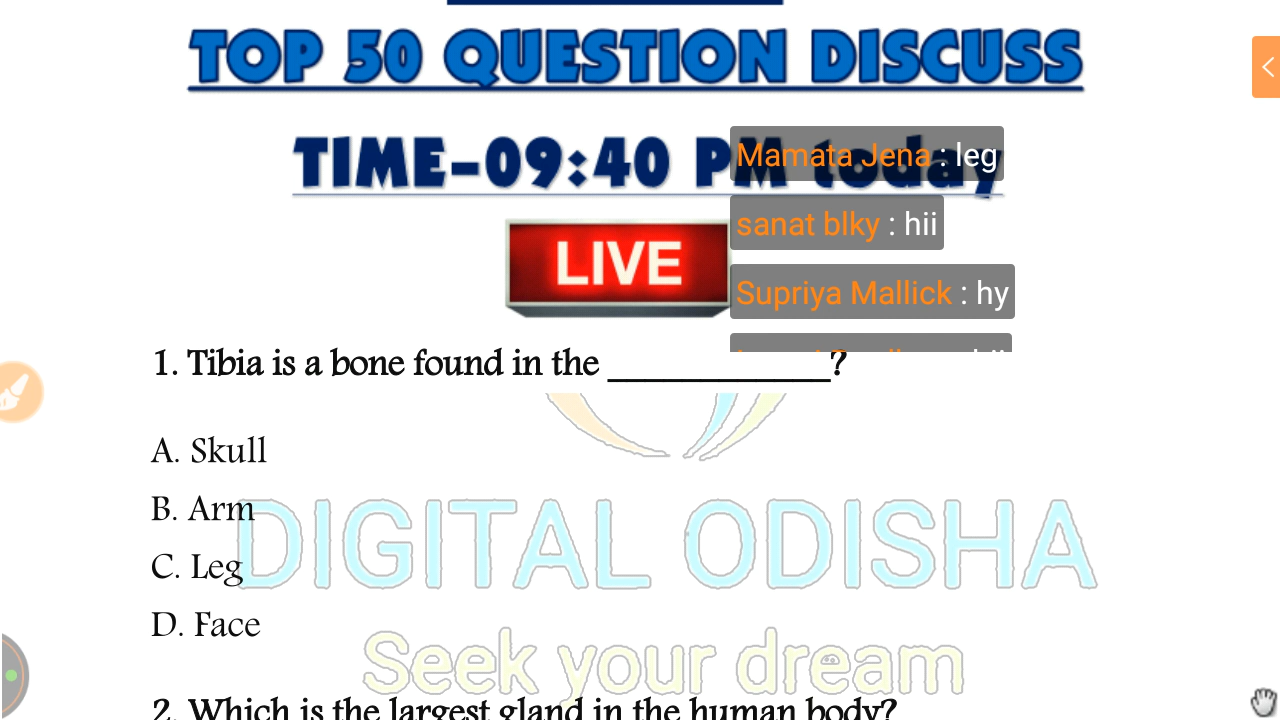 TOP 50 QUESTION DISCUSS
TIME-09:40 PM today
Mamata Jena : leg
sanat blky : hii
Supriya Mallick : hy
LIVE
1. Tibia is a bone found in the ____________?
A. Skull
B. Arm
C. Leg
D. Face
DIGITAL ODISHA
Seek your dream
2. Which is the largest gland in the human body?